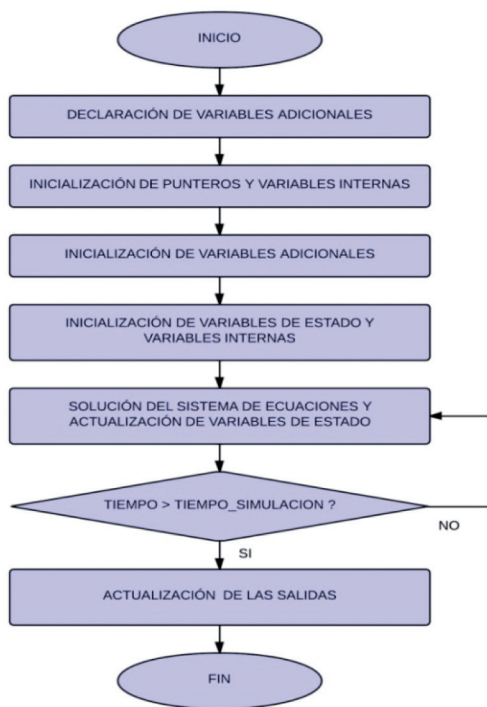 INICIO
DECLARACIÓN DE VARIABLES ADICIONALES
INICIALIZACIÓN DE PUNTEROS Y VARIABLES INTERNAS
INICIALIZACIÓN DE VARIABLES ADICIONALES
INICIALIZACIÓN DE VARIABLES DE ESTADO Y
VARIABLES INTERNAS
SOLUCIÓN DEL SISTEMA DE ECUACIONES Y
ACTUALIZACIÓN DE VARIABLES DE ESTADO
TIEMPO > TIEMPO_SIMULACION ?
NO
SI
ACTUALIZACIÓN DE LAS SALIDAS
FIN